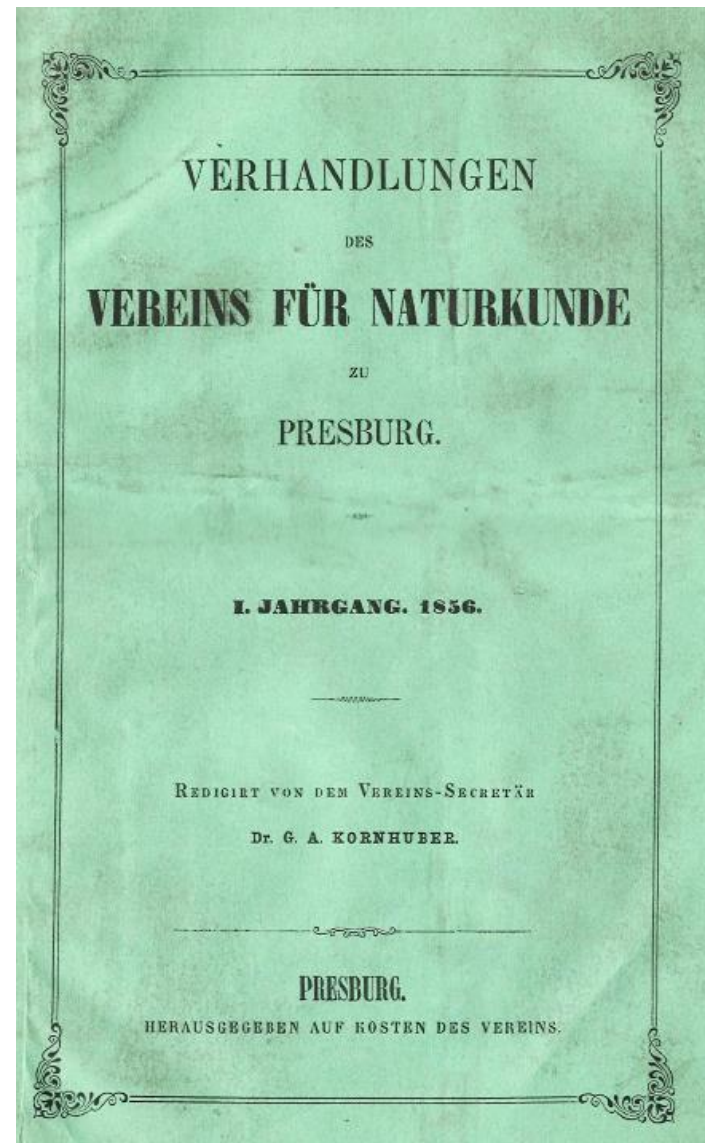 VERHANDLUNGEN
DES
VEREINS FÜR NATURKUNDE
ZU
PRESBURG.
I. JAHRGANG. 1856.
REDIGIRT VON DEM VEREINS-SECRETÄR
Dr. G. A. KORNHUBER.
PRESBURG.
HERAUSGEGEBEN AUF KOSTEN DES VEREINS.